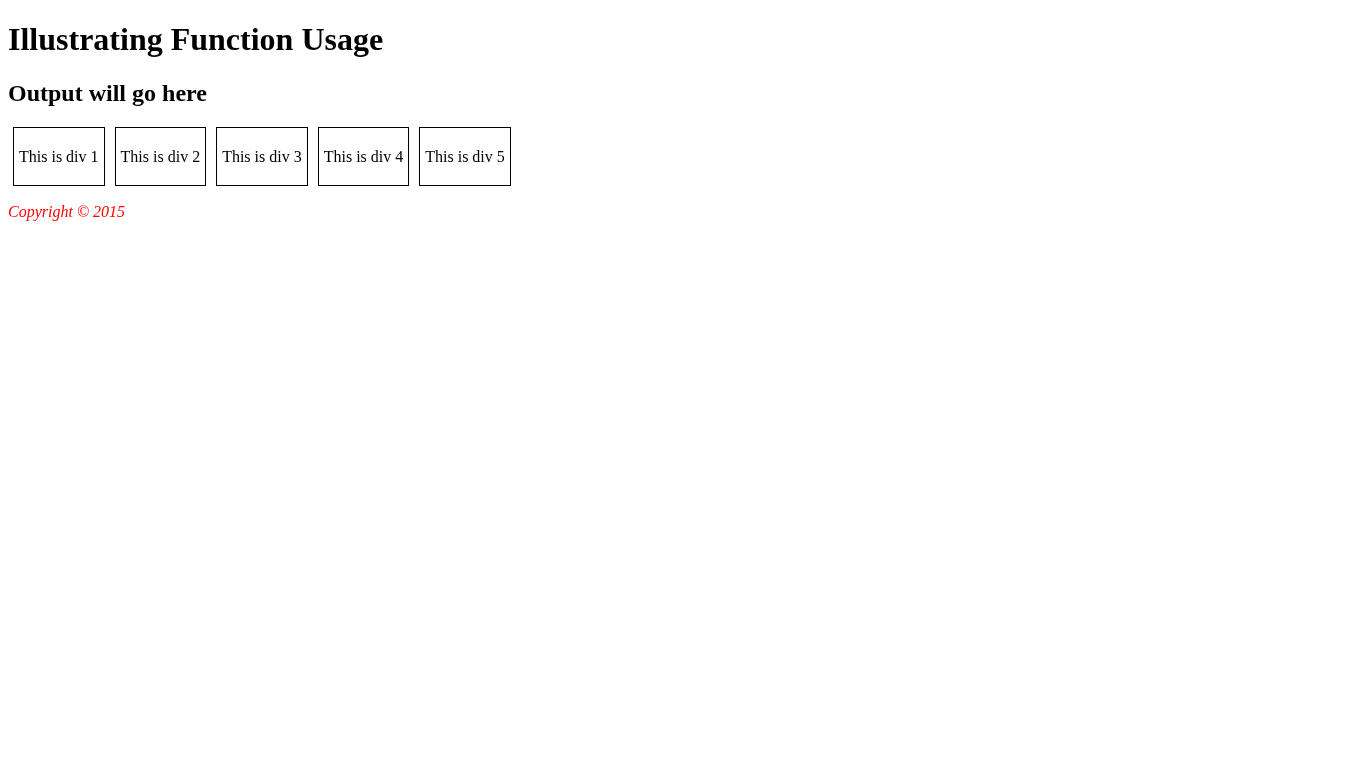 Illustrating Function Usage
Output will go here
This is div 1 This is div 2 This is div 3 This is div 4 This is div 5
Copyright © 2015